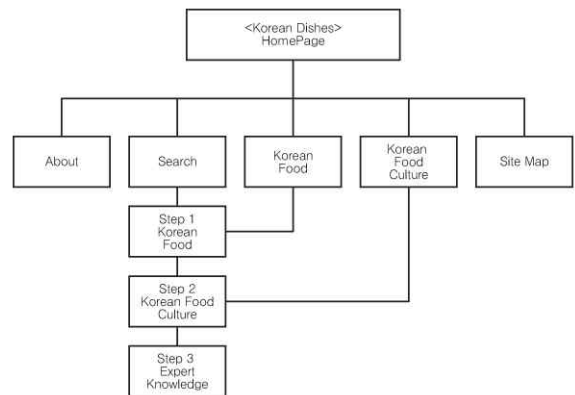 <Korean Dishes>
HomePage
About
Search
Korean
Food
Korean
Food
Culture
Site Map
Step 1
Korean
Food
Step 2
Korean Food
Culture
Step 3
Expert
Knowledge